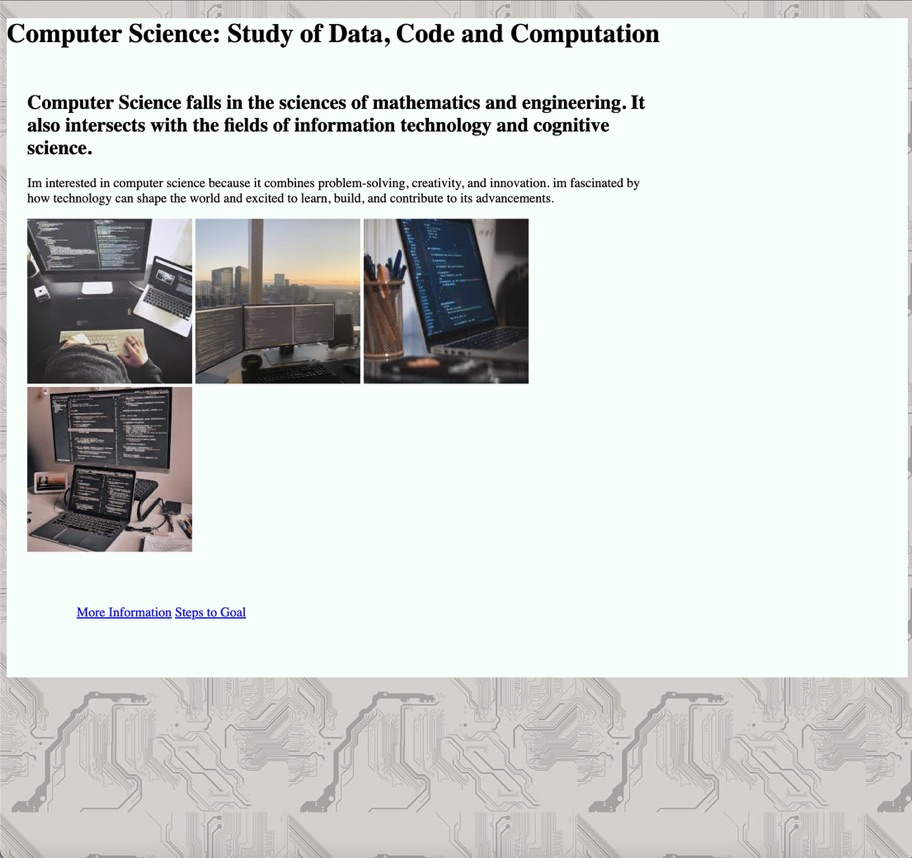 Computer Science: Study of Data, Code and Computation
Computer Science falls in the sciences of mathematics and engineering. It
also intersects with the fields of information technology and cognitive
science.
Im interested in computer science because it combines problem-solving, creativity, and innovation. im fascinated by
how technology can shape the world and excited to learn, build, and contribute to its advancements.
More Information Steps to Goal